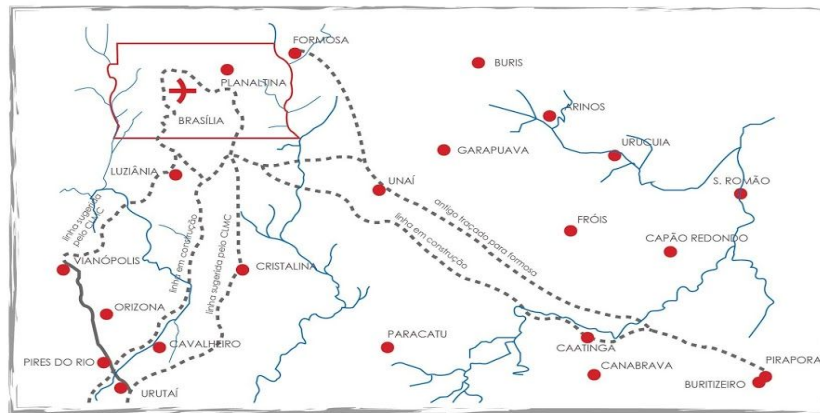 FORMOSA
BURIS
PLANALTINA
BRASÍLIA
ARINOS
GARAPUAVA
URUCUIA
LUZIÂNIA
UNAÍ
S. ROMÃO
linha sugerida
pelo CLMC
linha em construção
linha sugerida pelo CLMC
antigo traçado para formosa
linha em construção
FRÓIS
CAPÃO REDONDO
VIANÓPOLIS
CRISTALINA
ORIZONA
CAVALHEIRO
PARACATU
CAATINGA
PIRES DO RIO
CANABRAVA
PIRAPORA
BURITIZEIRO
URUTAÍ